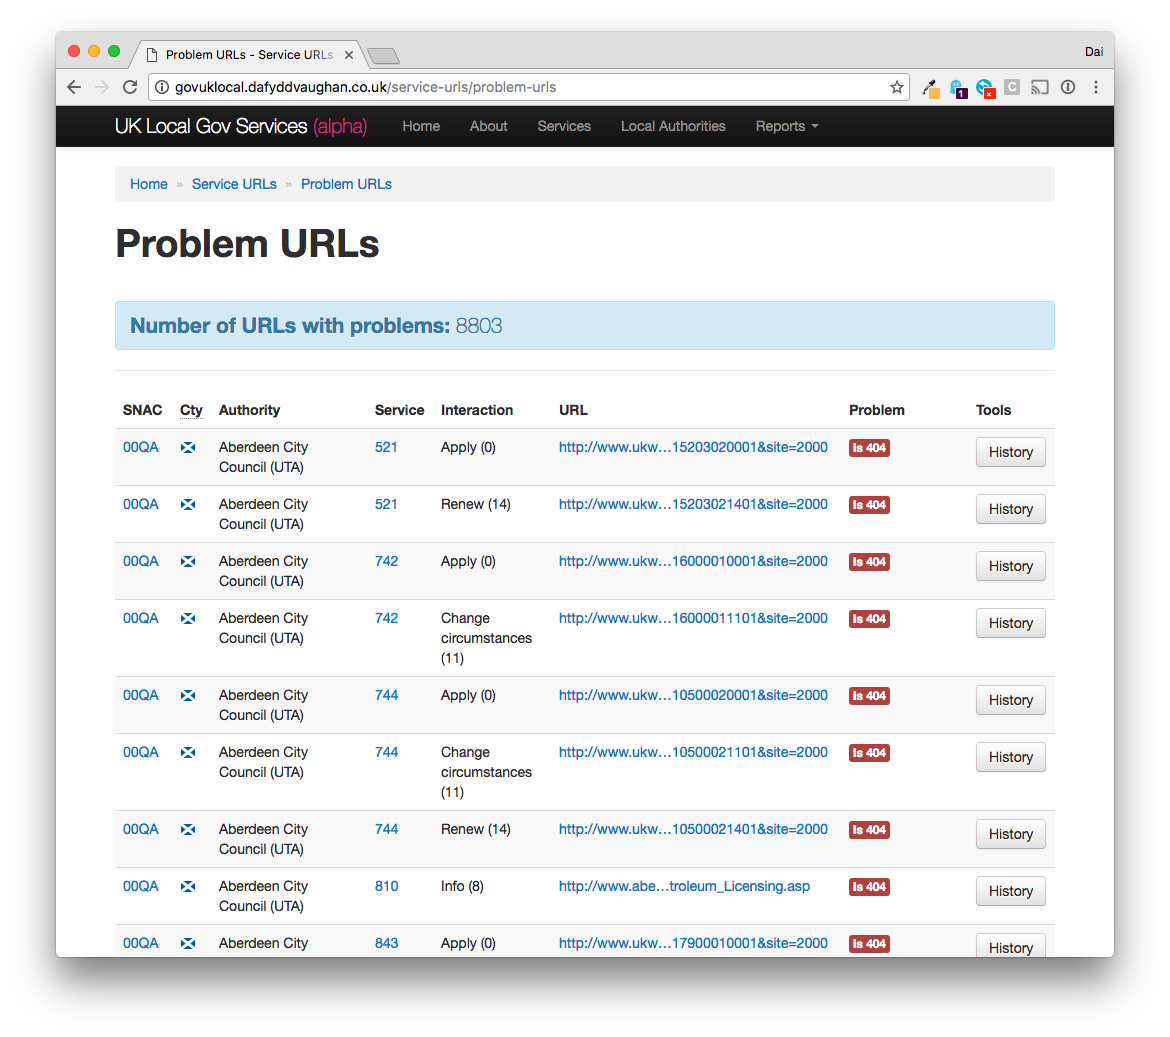 Problem URLs - Service URLs
Dai
govuklocal.dafyddvaughan.co.uk/service-urls/problem-urls
1
C
UK Local Gov Services (alpha) Home About Services Local Authorities Reports
Home » Service URLs » Problem URLs
Problem URLs
Number of URLs with problems: 8803
SNAC Cty Authority Service Interaction URL Problem Tools
00QA Aberdeen City 521 Apply (0) http://www.ukw…15203020001&site=2000 Is 404 History
Council (UTA)
00QA Aberdeen City 521 Renew (14) http://www.ukw…15203021401&site=2000 Is 404 History
Council (UTA)
00QA Aberdeen City 742 Apply (0) http://www.ukw…16000010001&site=2000 Is 404 History
Council (UTA)
00QA Aberdeen City 742 Change http://www.ukw…16000011101&site=2000 Is 404 History
Council (UTA) circumstances
(11)
00QA Aberdeen City 744 Apply (0) http://www.ukw…10500020001&site=2000 Is 404 History
Council (UTA)
00QA Aberdeen City 744 Change http://www.ukw…10500021101&site=2000 Is 404 History
Council (UTA) circumstances
(11)
00QA Aberdeen City 744 Renew (14) http://www.ukw…10500021401&site=2000 Is 404 History
Council (UTA)
00QA Aberdeen City 810 Info (8) http://www.abe…troleum_Licensing.asp Is 404 History
Council (UTA)
00QA Aberdeen City 843 Apply (0) http://www.ukw…17900010001&site=2000 Is 404 History